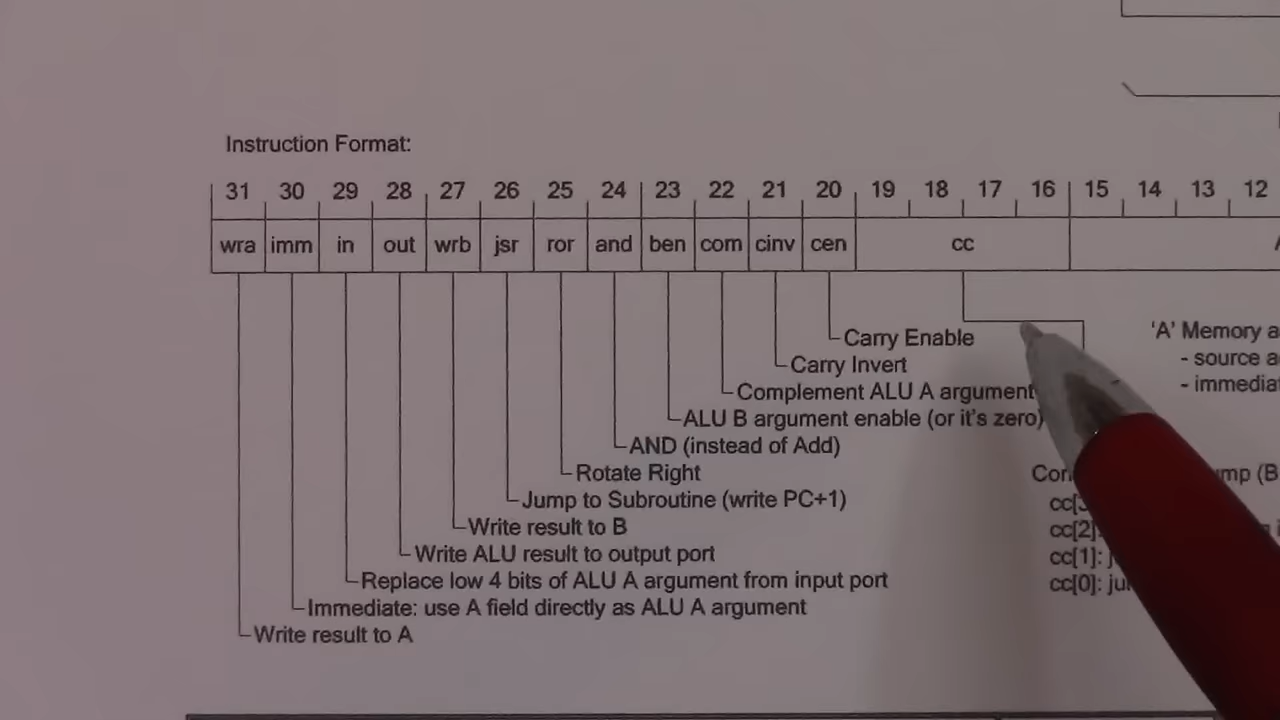 Instruction Format:
31 30 29 28 27 26 25 24 23 22 21 20 19 18 17 16 15 14 13 12
wra imm in out wrb jsr ror and ben com cinv cen cc
Carry Enable
'A' Memory
Carry Invert
- source
Complement ALU A argument
ALU B argument enable (or it's zero)
AND (instead of Add)
Rotate Right
(B
Jump to Subroutine (write PC+1)
Write result to B
cc[2]:
Write ALU result to output port
cc[1]:
Replace low 4 bits of ALU A argument from input port
cc[0]:
Immediate: use A field directly as ALU A argument
Write result to A